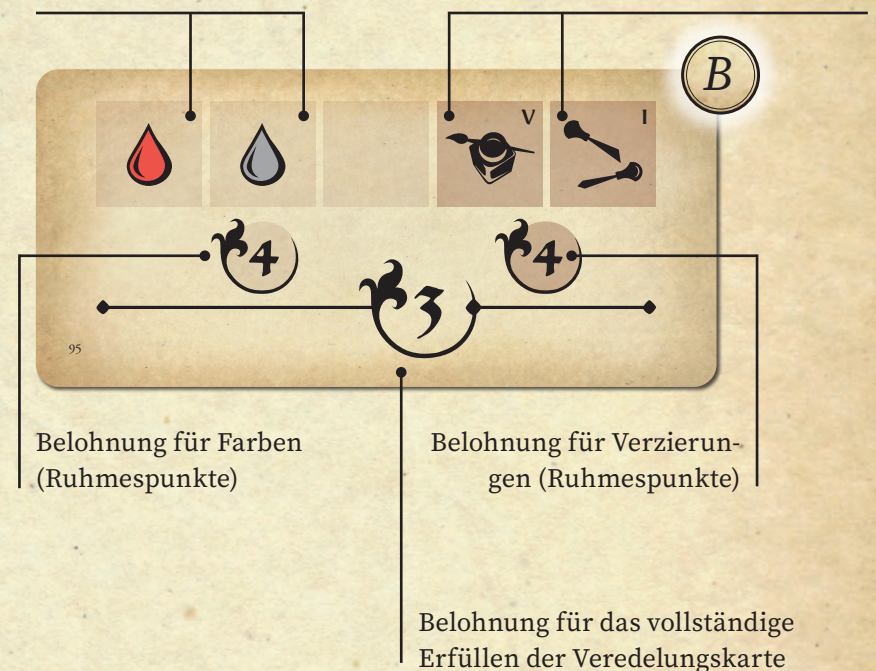 B
V I
4 4
3
95
Belohnung für Farben
(Ruhmespunkte)
Belohnung für Verzierun-
gen (Ruhmespunkte)
Belohnung für das vollständige
Erfüllen der Veredelungskarte